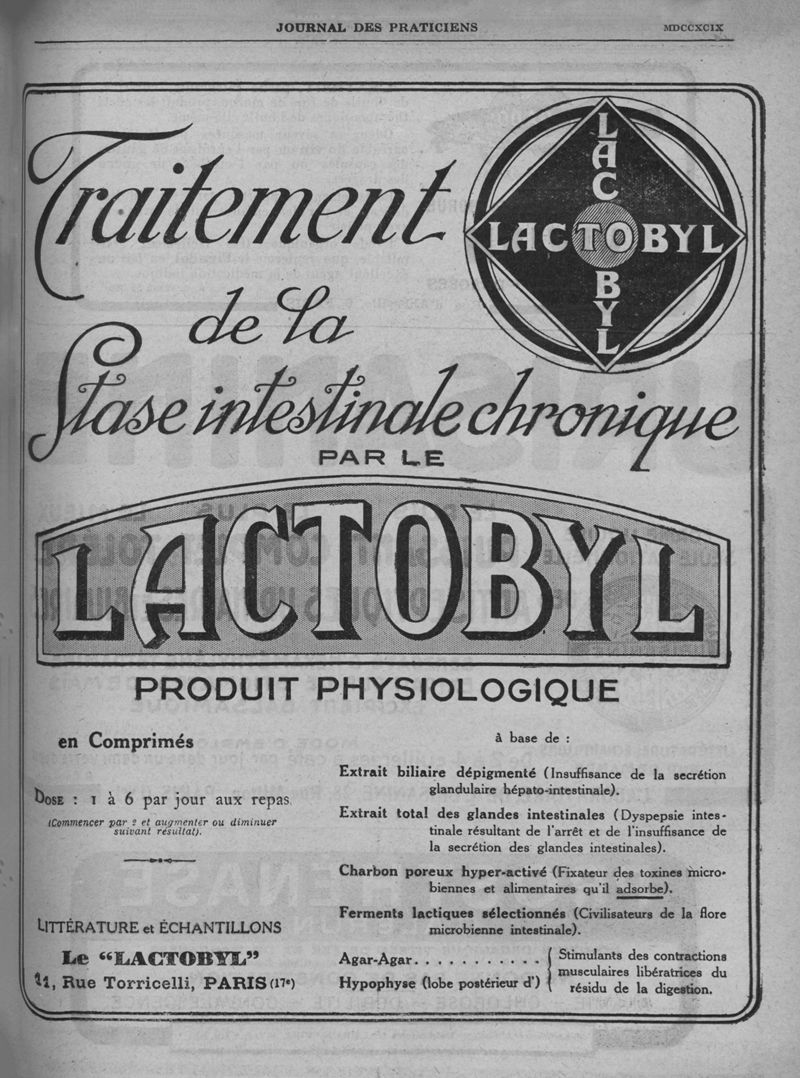 JOURNAL DES PRATICIENS
MDCCXCIX
LACTOBYL
LACTOBYL
Traitement
de la
Stase intestinale chronique
PAR LE
LACTOBYL
PRODUIT PHYSIOLOGIQUE
en Comprimés
DOSE : 1 à 6 par jour aux repas
(Commencer par 2 et augmenter ou diminuer
suivant résultat).
LITTÉRATURE et ÉCHANTILLONS
Le “LACTOBYL”
11, Rue Torricelli, PARIS (17e)
à base de :
Extrait biliaire dépigmenté (Insuffisance de la secrétion
glandulaire hépato-intestinale).
Extrait total des glandes intestinales (Dyspepsie intes-
tinale résultant de l'arrêt et de l'insuffisance de
la secrétion des glandes intestinales).
Charbon poreux hyper-activé (Fixateur des toxines micro-
biennes et alimentaires qu'il adsorbe).
Ferments lactiques sélectionnés (Civilisateurs de la flore
microbienne intestinale).
Agar-Agar. . . . . . . . . . .
Hypophyse (lobe postérieur d')
Stimulants des contractions
musculaires libératrices du
résidu de la digestion.